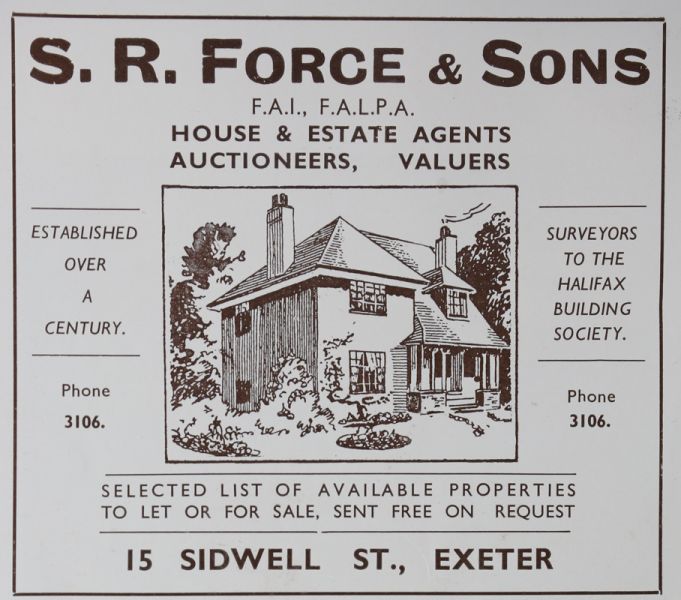 S. R. FORCE & SONS
F.A.I., F.A.L.P.A.
HOUSE & ESTATE AGENTS
AUCTIONEERS, VALUERS
ESTABLISHED
OVER
A
CENTURY.
Phone
3106.
SURVEYORS
TO THE
HALIFAX
BUILDING
SOCIETY.
Phone
3106.
SELECTED LIST OF AVAILABLE PROPERTIES
TO LET OR FOR SALE, SENT FREE ON REQUEST
15 SIDWELL ST., EXETER